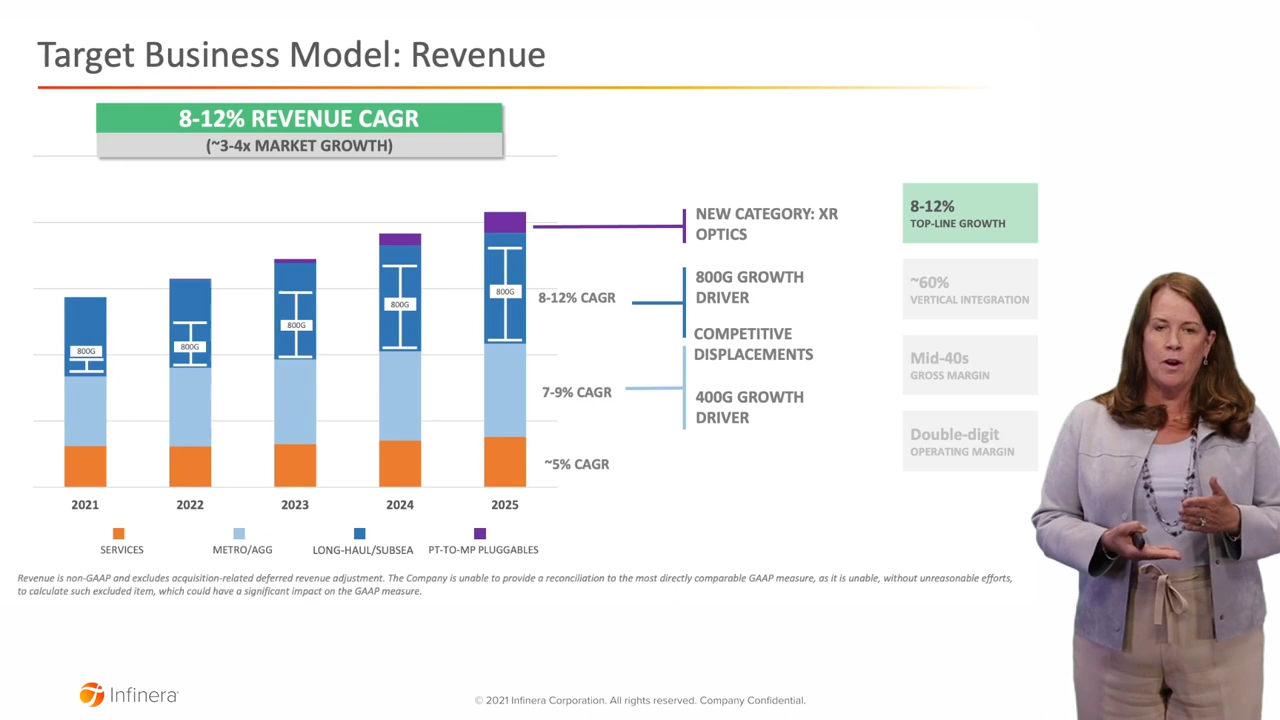 Target Business Model: Revenue
8-12% REVENUE CAGR
(~3-4x MARKET GROWTH)
NEW CATEGORY: XR
OPTICS
800G GROWTH
DRIVER
COMPETITIVE
DISPLACEMENTS
400G GROWTH
DRIVER
8-12% CAGR
7-9% CAGR
~5% CAGR
800G
800G
800G
800G
800G
2021 2022 2023 2024 2025
SERVICES METRO/AGG LONG-HAUL/SUBSEA PT-TO-MP PLUGGABLES
8-12%
TOP-LINE GROWTH
~60%
VERTICAL INTEGRATION
Mid-40s
GROSS MARGIN
Double-digit
OPERATING MARGIN
Revenue is non-GAAP and excludes acquisition-related deferred revenue adjustment. The Company is unable to provide a reconciliation to the most directly comparable GAAP measure, as it is unable, without unreasonable efforts,
to calculate such excluded item, which could have a significant impact on the GAAP measure.
Infinera
© 2021 Infinera Corporation. All rights reserved. Company Confidential.